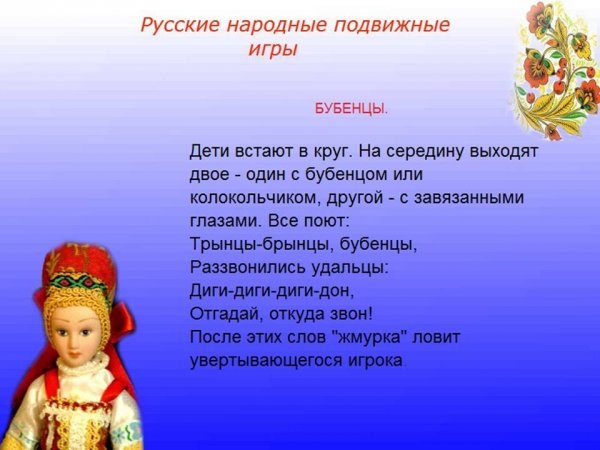 Русские народные подвижные
игры
БУБЕНЦЫ.
Дети встают в круг. На середину выходят
двое - один с бубенцом или
колокольчиком, другой - с завязанными
глазами. Все поют:
Трынцы-брынцы, бубенцы,
Раззвонились удальцы:
Диги-диги-диги-дон,
Отгадай, откуда звон!
После этих слов "жмурка" ловит
увертывающегося игрока.